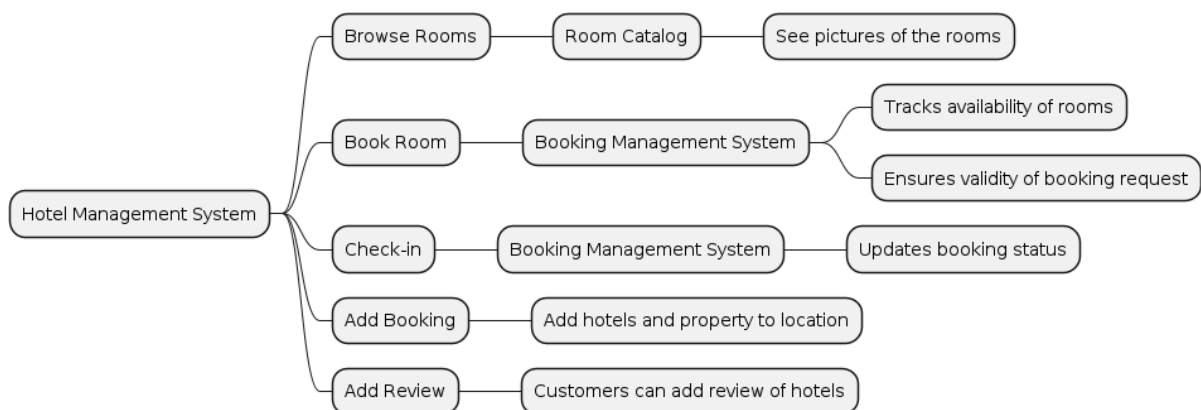 Browse Rooms
Room Catalog
See pictures of the rooms
Tracks availability of rooms
Book Room
Booking Management System
Ensures validity of booking request
Hotel Management System
Check-in
Booking Management System
Updates booking status
Add Booking
Add hotels and property to location
Add Review
Customers can add review of hotels